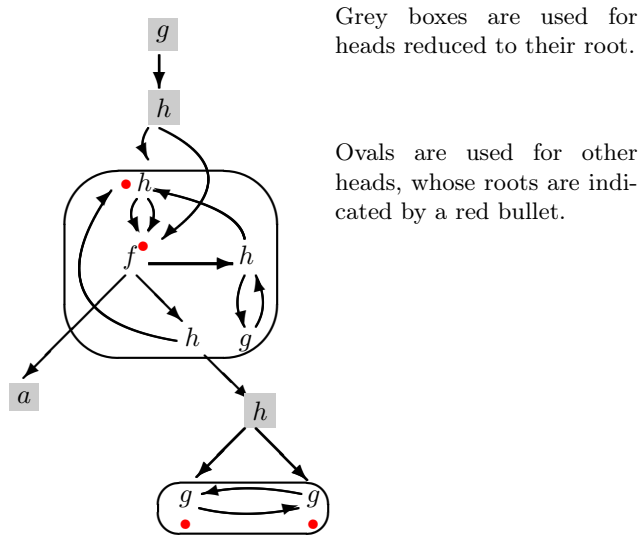 g
Grey boxes are used for
heads reduced to their root.
h
Ovals are used for other
heads, whose roots are indi-
cated by a red bullet.
h
f
h
h
g
a
h
g
g